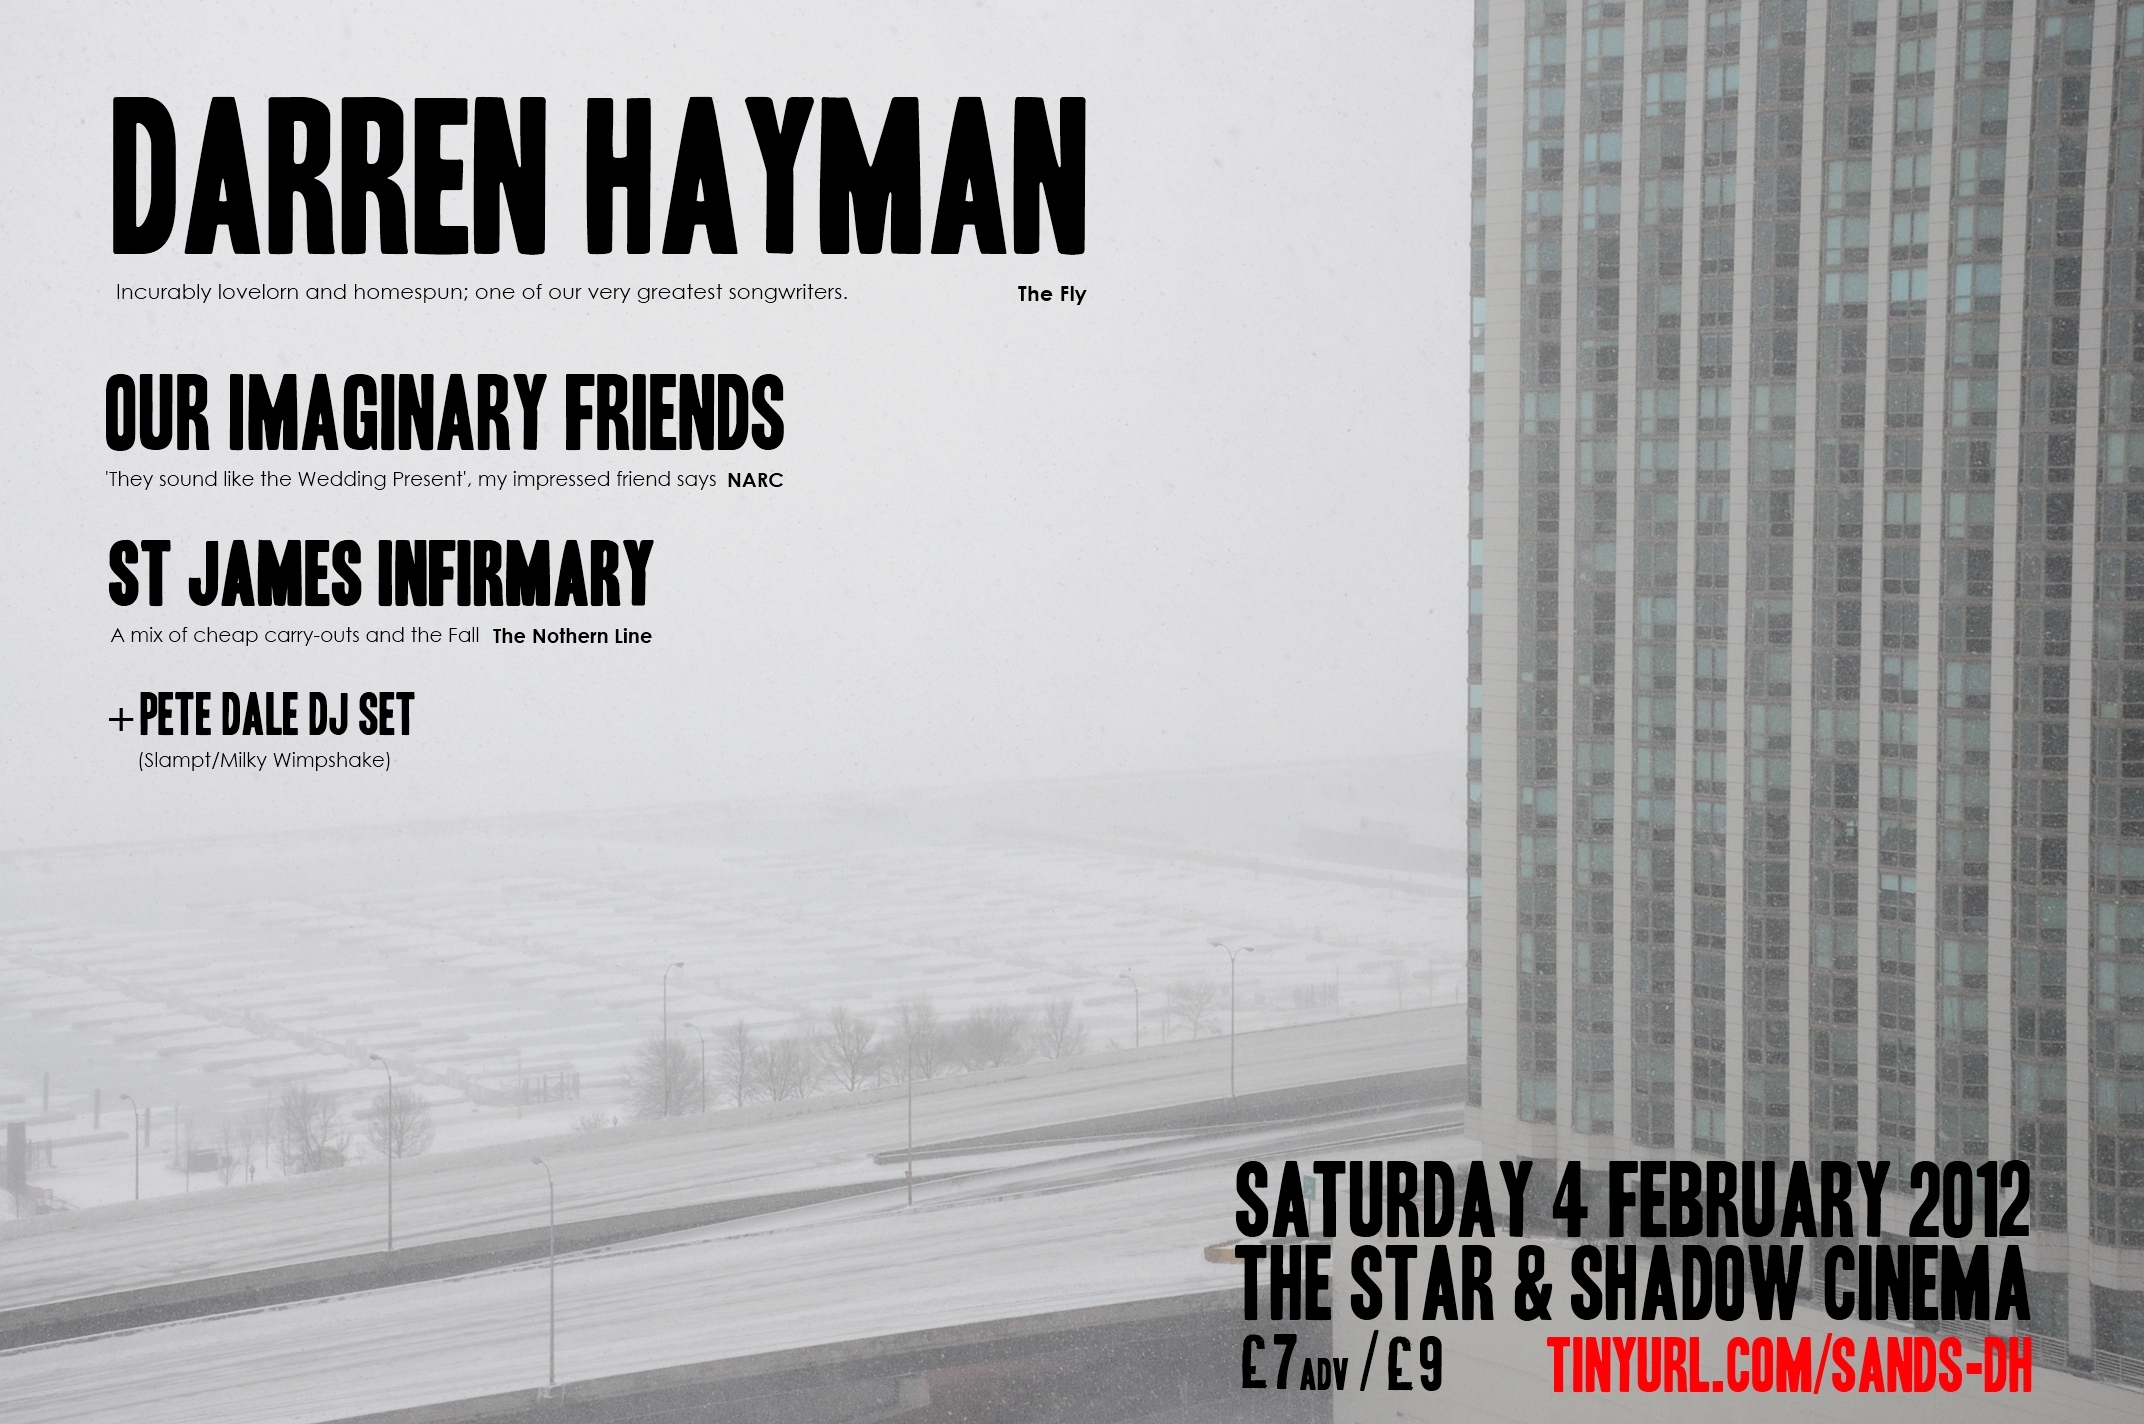 DARREN HAYMAN
Incurably lovelorn and homespun; one of our very greatest songwriters. The Fly
OUR IMAGINARY FRIENDS
'They sound like the Wedding Present', my impressed friend says NARC
ST JAMES INFIRMARY
A mix of cheap carry-outs and the Fall The Nothern Line
+PETE DALE DJ SET
(Slampt/Milky Wimpshake)
SATURDAY 4 FEBRUARY 2012
THE STAR & SHADOW CINEMA
£7 ADV / £9 TINYURL.COM/SANDS-DH